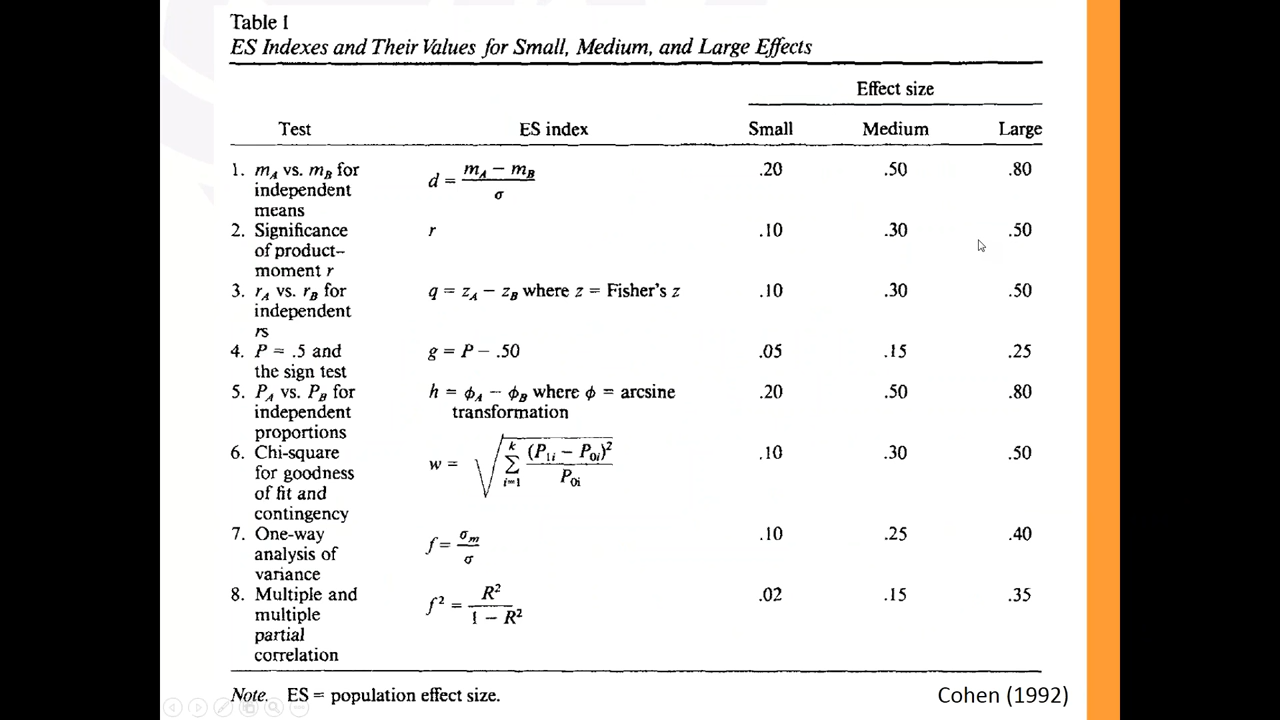 Table 1
ES Indexes and Their Values for Small, Medium, and Large Effects
Effect size
Test ES index Small Medium Large
1. mA vs. mB for d = mA − mB / σ .20 .50 .80
independent
means
2. Significance r .10 .30 .50
of product–
moment r
3. rA vs. rB for q = zA − zB where z = Fisher's z .10 .30 .50
independent
rs
4. P = .5 and g = P − .50 .05 .15 .25
the sign test
5. PA vs. PB for h = φA − φB where φ = arcsine .20 .50 .80
independent transformation
proportions
6. Chi-square w = √ k Σ i=1 (P1i − P0i)² / P0i .10 .30 .50
for goodness
of fit and
contingency
7. One-way f = σm / σ .10 .25 .40
analysis of
variance
8. Multiple and f² = R² / 1 − R² .02 .15 .35
multiple
partial
correlation
Note. ES = population effect size.
Cohen (1992)